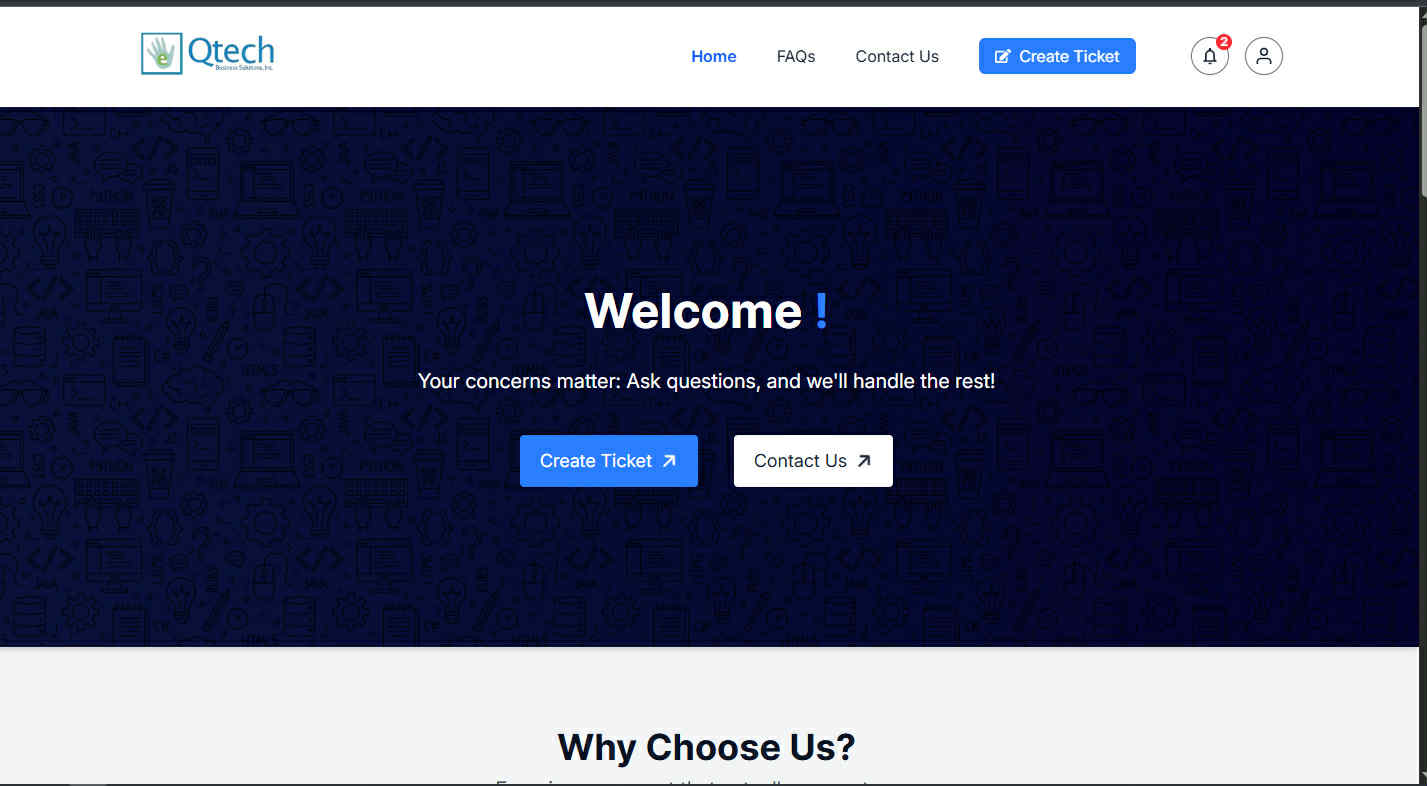 Qtech
Business Solutions, Inc.
Home
FAQs
Contact Us
Create Ticket
2
Welcome !
Your concerns matter: Ask questions, and we'll handle the rest!
Create Ticket
Contact Us
Why Choose Us?